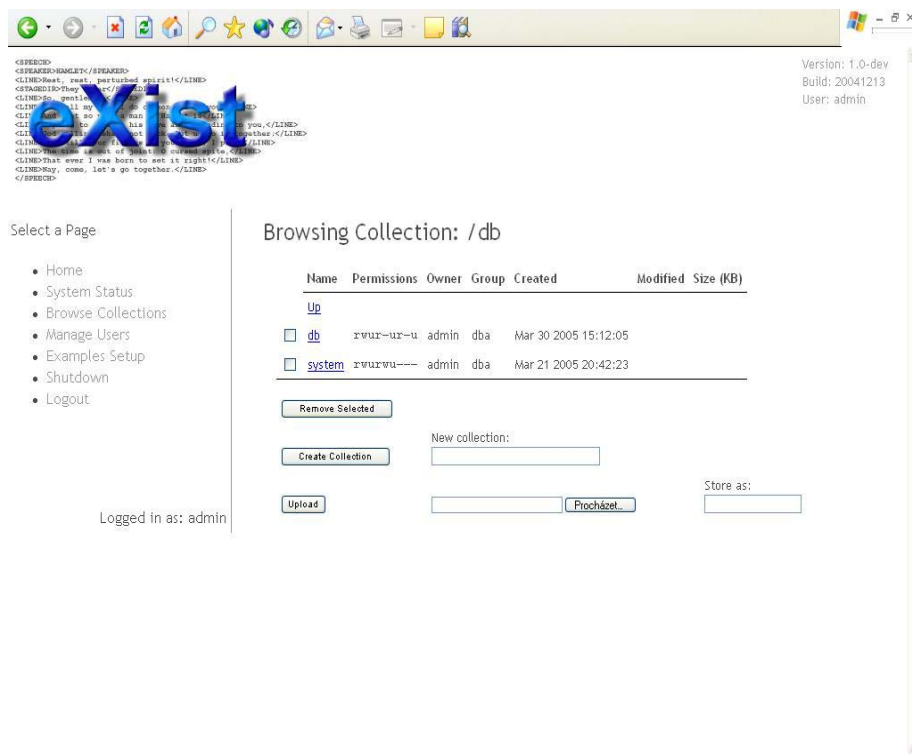 <SPEECH>
<SPEAKER>HAMLET</SPEAKER>
<LINE>Rest, rest, perturbed spirit!</LINE>
eXist
<LINE>That ever I was born to set it right!</LINE>
<LINE>Nay, come, let's go together.</LINE>
</SPEECH>
Version: 1.0-dev
Build: 20041213
User: admin
Select a Page
Home
System Status
Browse Collections
Manage Users
Examples Setup
Shutdown
Logout
Logged in as: admin
Browsing Collection: /db
Name Permissions Owner Group Created Modified Size (KB)
Up
db rwur-ur-u admin dba Mar 30 2005 15:12:05
system rwurwu--- admin dba Mar 21 2005 20:42:23
Remove Selected
New collection:
Create Collection
Store as:
Upload Procházet...